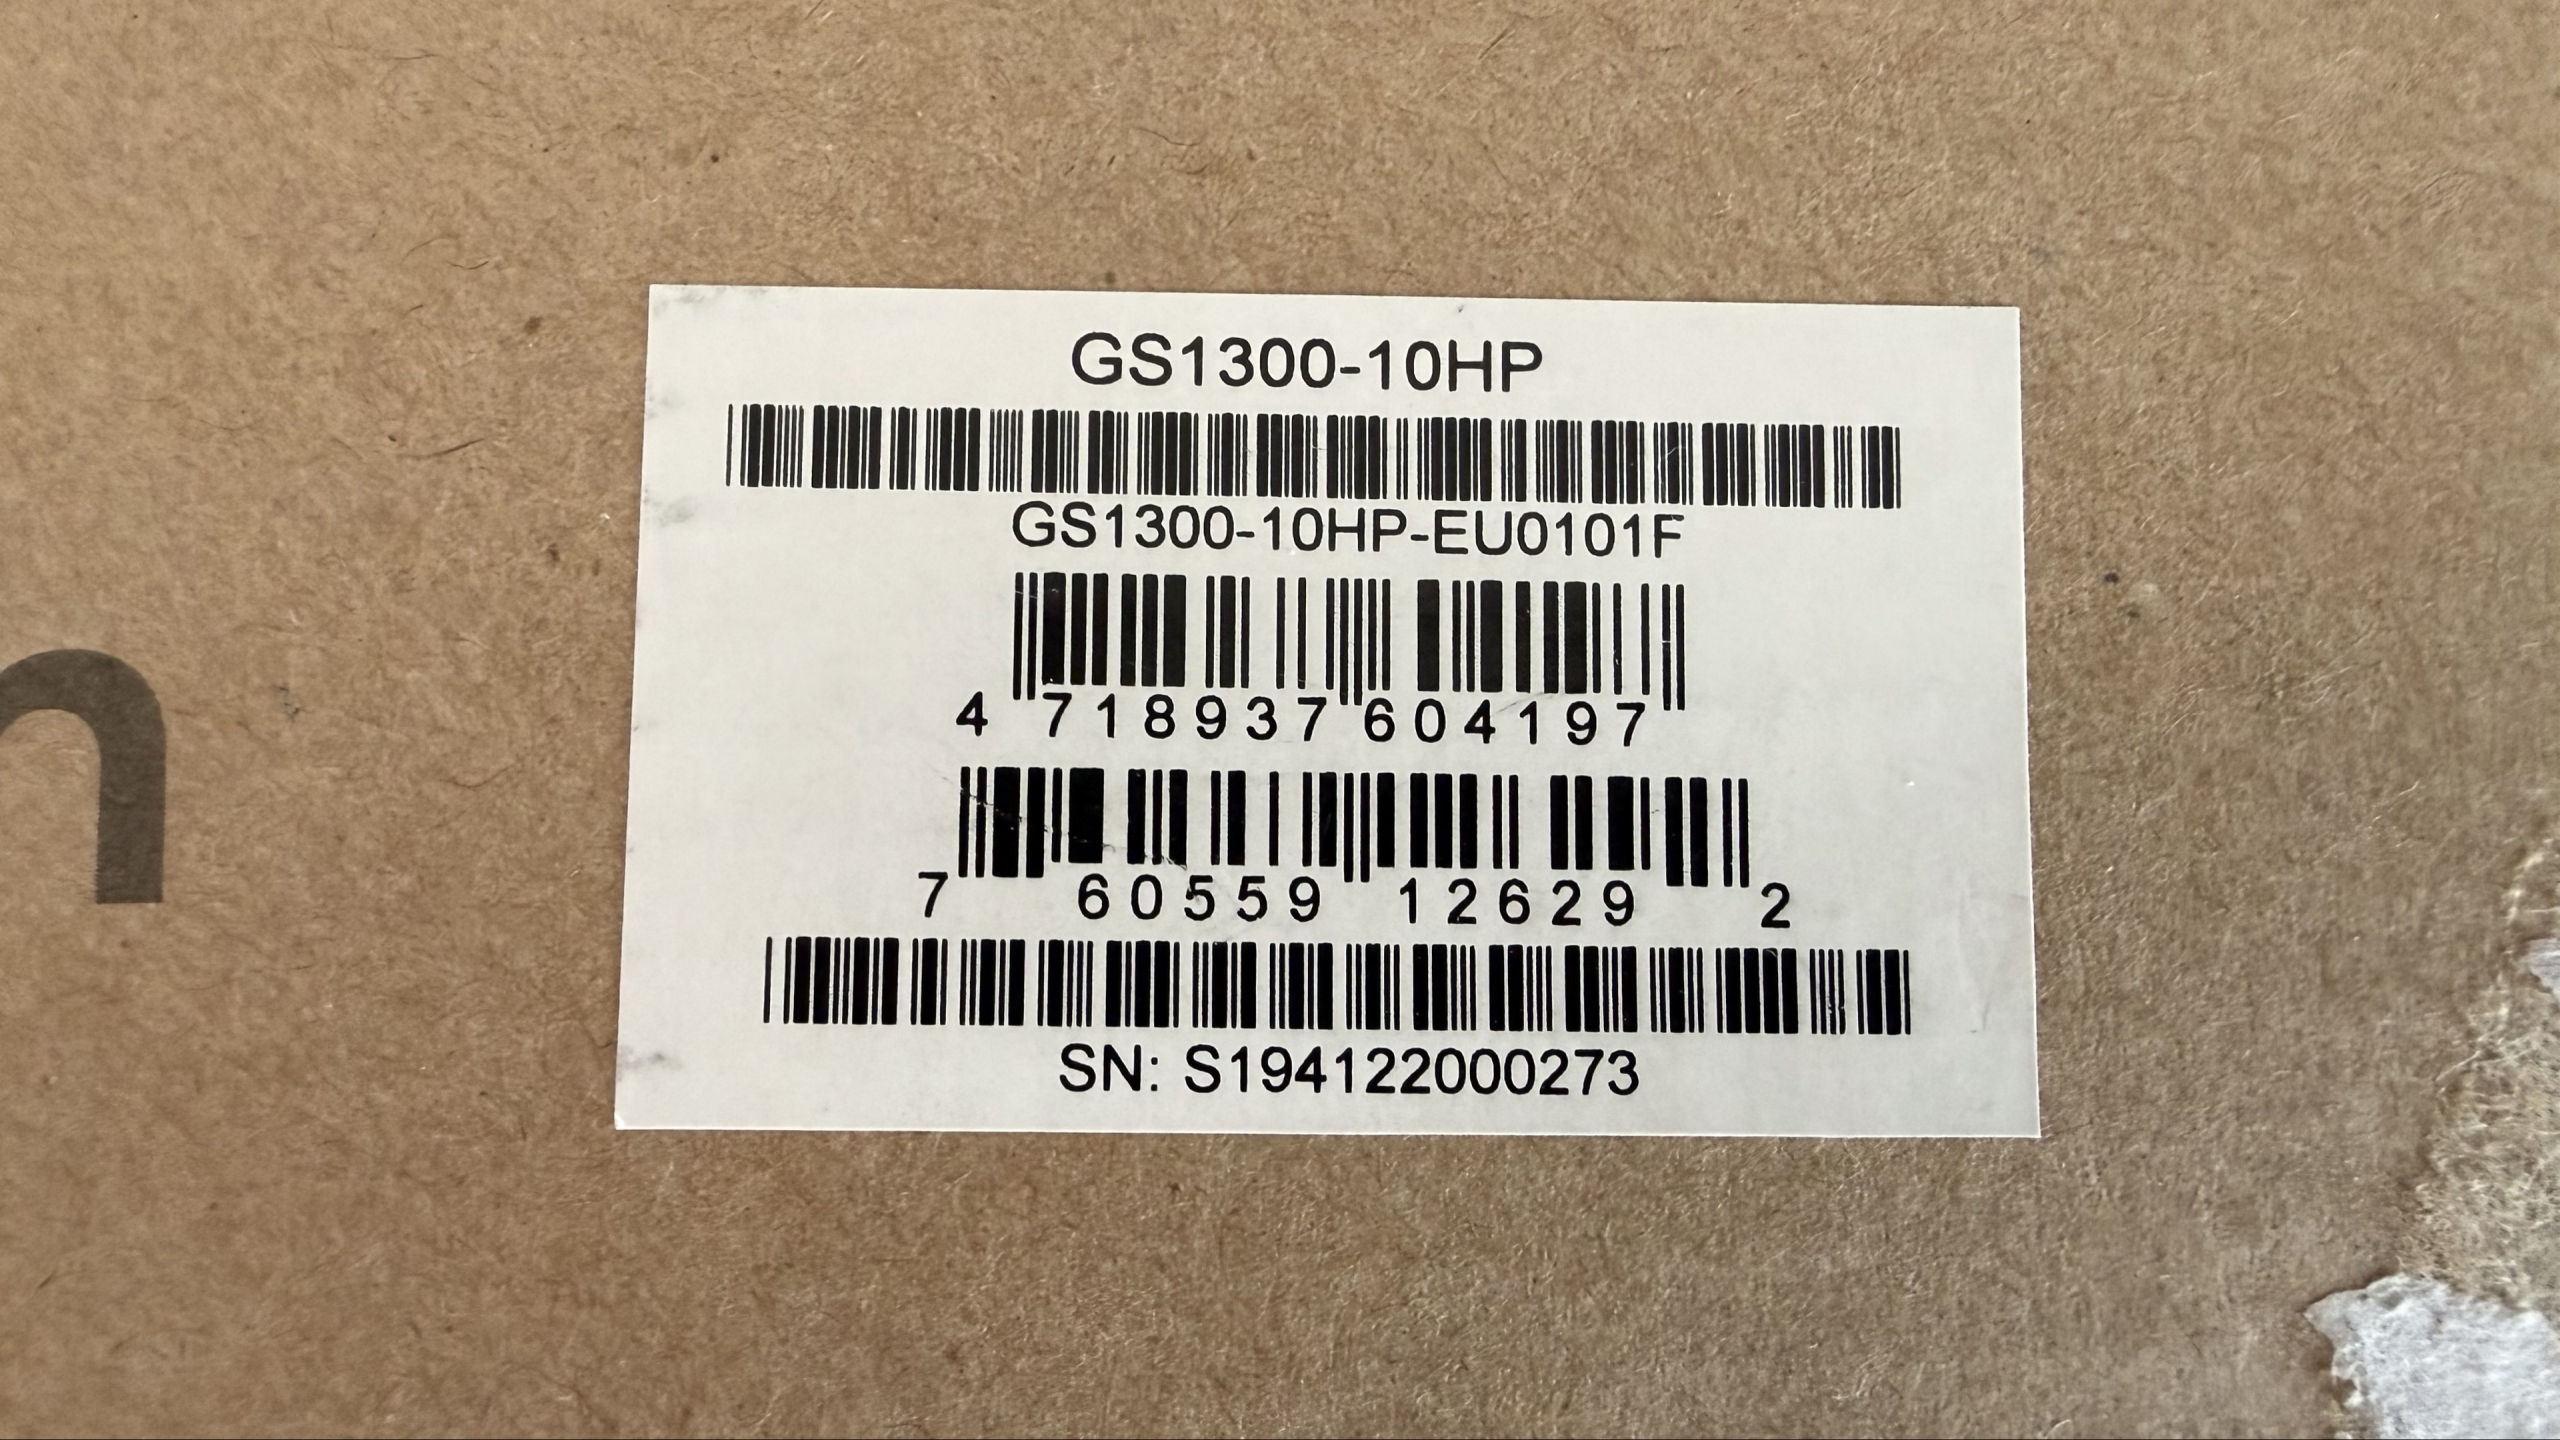 GS1300-10HP
GS1300-10HP-EU0101F
4 718937 604197
7 60559 12629 2
SN: S194122000273